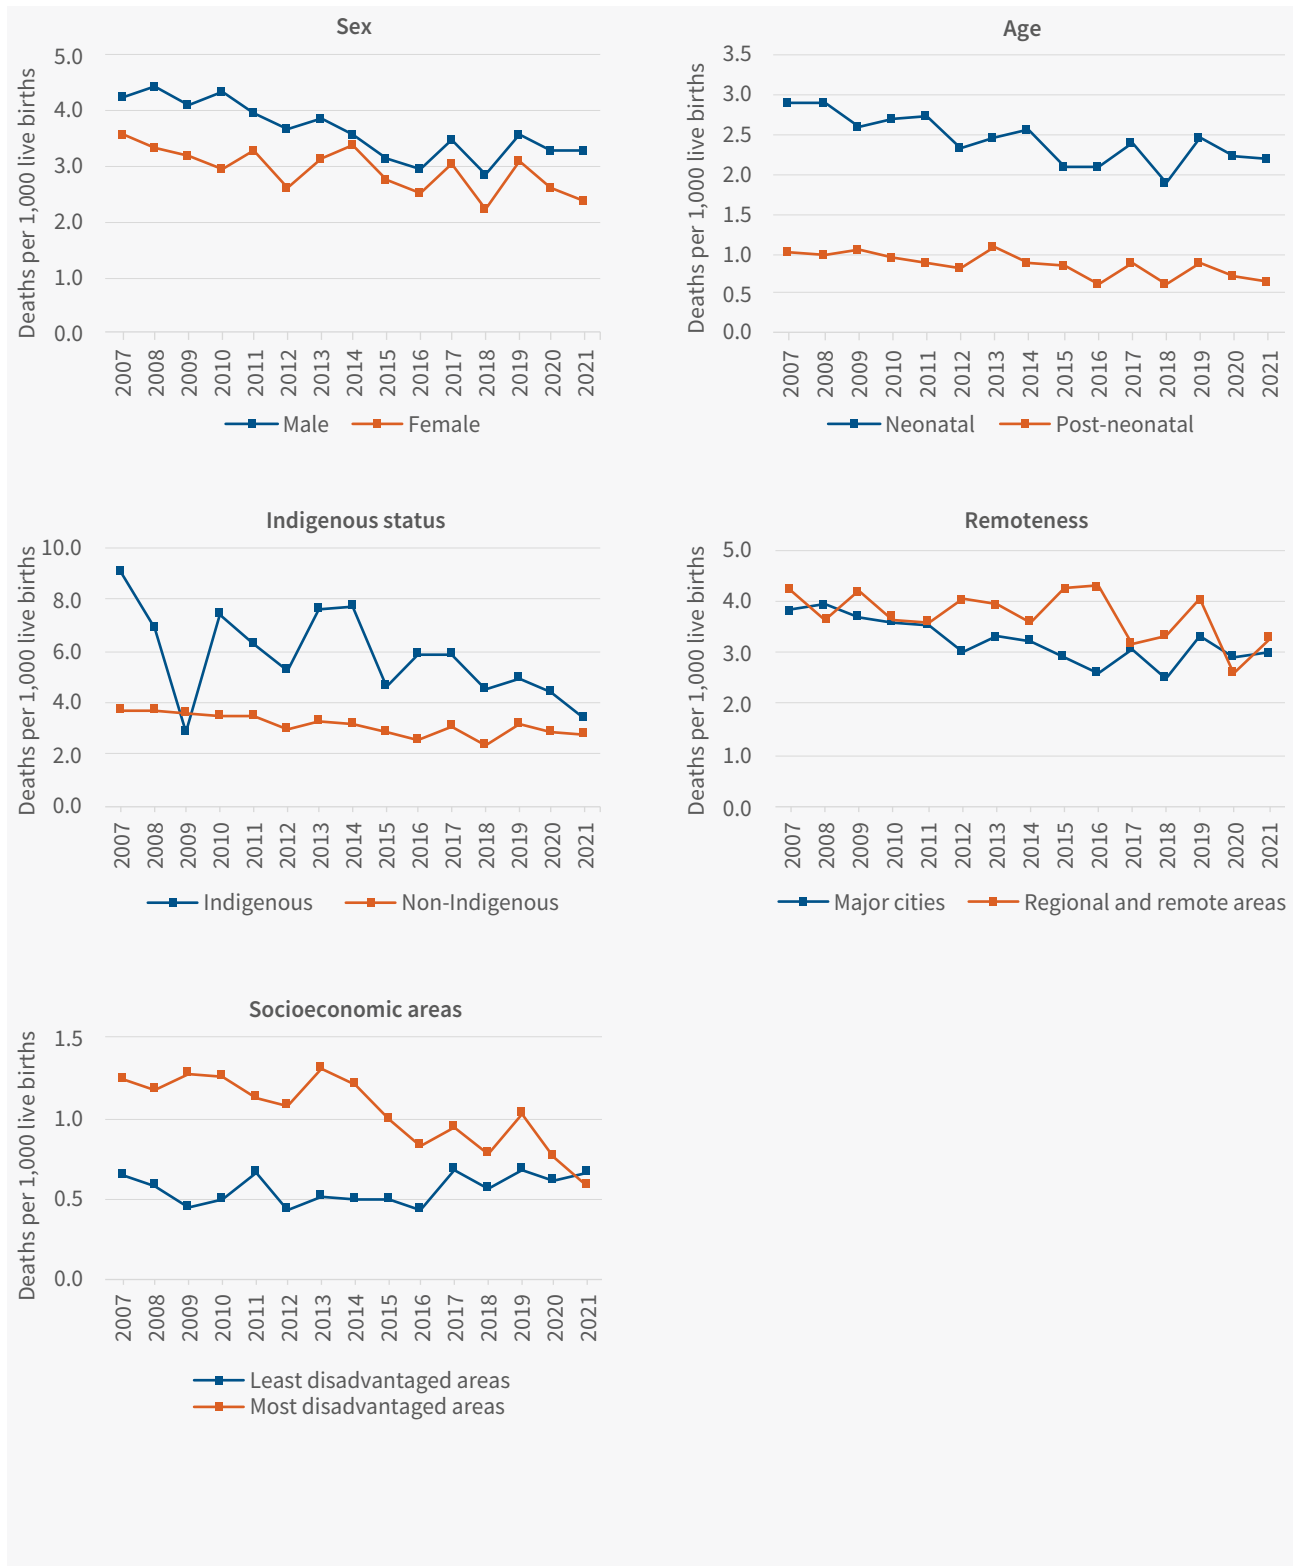 Sex
Deaths per 1,000 live births
5.0
4.0
3.0
2.0
1.0
0.0
2007 2008 2009 2010 2011 2012 2013 2014 2015 2016 2017 2018 2019 2020 2021
Male Female
Age
Deaths per 1,000 live births
3.5
3.0
2.5
2.0
1.5
1.0
0.5
0.0
2007 2008 2009 2010 2011 2012 2013 2014 2015 2016 2017 2018 2019 2020 2021
Neonatal Post-neonatal
Indigenous status
Deaths per 1,000 live births
10.0
8.0
6.0
4.0
2.0
0.0
2007 2008 2009 2010 2011 2012 2013 2014 2015 2016 2017 2018 2019 2020 2021
Indigenous Non-Indigenous
Remoteness
Deaths per 1,000 live births
5.0
4.0
3.0
2.0
1.0
0.0
2007 2008 2009 2010 2011 2012 2013 2014 2015 2016 2017 2018 2019 2020 2021
Major cities Regional and remote areas
Socioeconomic areas
Deaths per 1,000 live births
1.5
1.0
0.5
0.0
2007 2008 2009 2010 2011 2012 2013 2014 2015 2016 2017 2018 2019 2020 2021
Least disadvantaged areas
Most disadvantaged areas